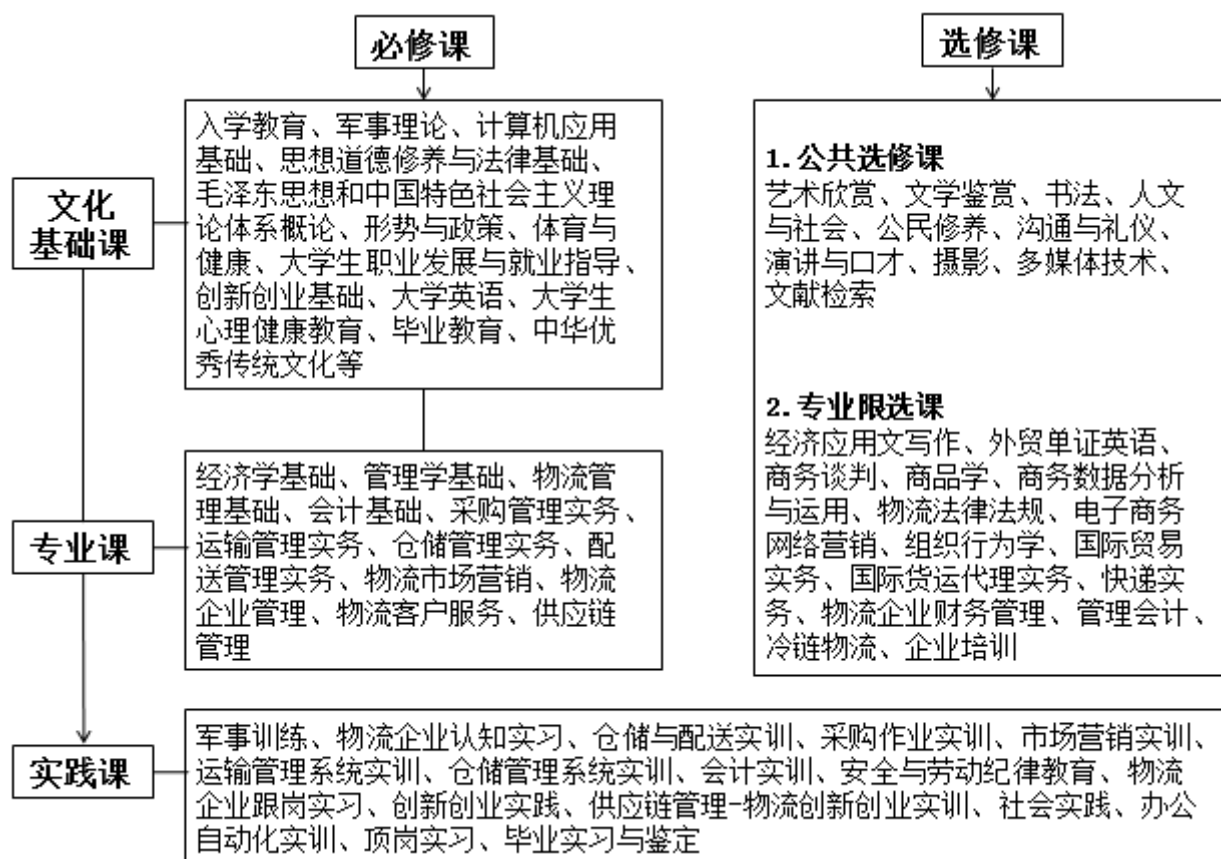 必修课
选修课
文化
基础课
入学教育、军事理论、计算机应用
基础、思想道德修养与法律基础、
毛泽东思想和中国特色社会主义理
论体系概论、形势与政策、体育与
健康、大学生职业发展与就业指导、
创新创业基础、大学英语、大学生
心理健康教育、毕业教育、中华优
秀传统文化等
1.公共选修课
艺术欣赏、文学鉴赏、书法、人文
与社会、公民修养、沟通与礼仪、
演讲与口才、摄影、多媒体技术、
文献检索
2.专业限选课
经济应用文写作、外贸单证英语、
商务谈判、商品学、商务数据分析
与运用、物流法律法规、电子商务
网络营销、组织行为学、国际贸易
实务、国际货运代理实务、快递实
务、物流企业财务管理、管理会计、
冷链物流、企业培训
专业课
经济学基础、管理学基础、物流管
理基础、会计基础、采购管理实务、
运输管理实务、仓储管理实务、配
送管理实务、物流市场营销、物流
企业管理、物流客户服务、供应链
管理
实践课
军事训练、物流企业认知实习、仓储与配送实训、采购作业实训、市场营销实训、
运输管理系统实训、仓储管理系统实训、会计实训、安全与劳动纪律教育、物流
企业跟岗实习、创新创业实践、供应链管理-物流创新创业实训、社会实践、办公
自动化实训、顶岗实习、毕业实习与鉴定